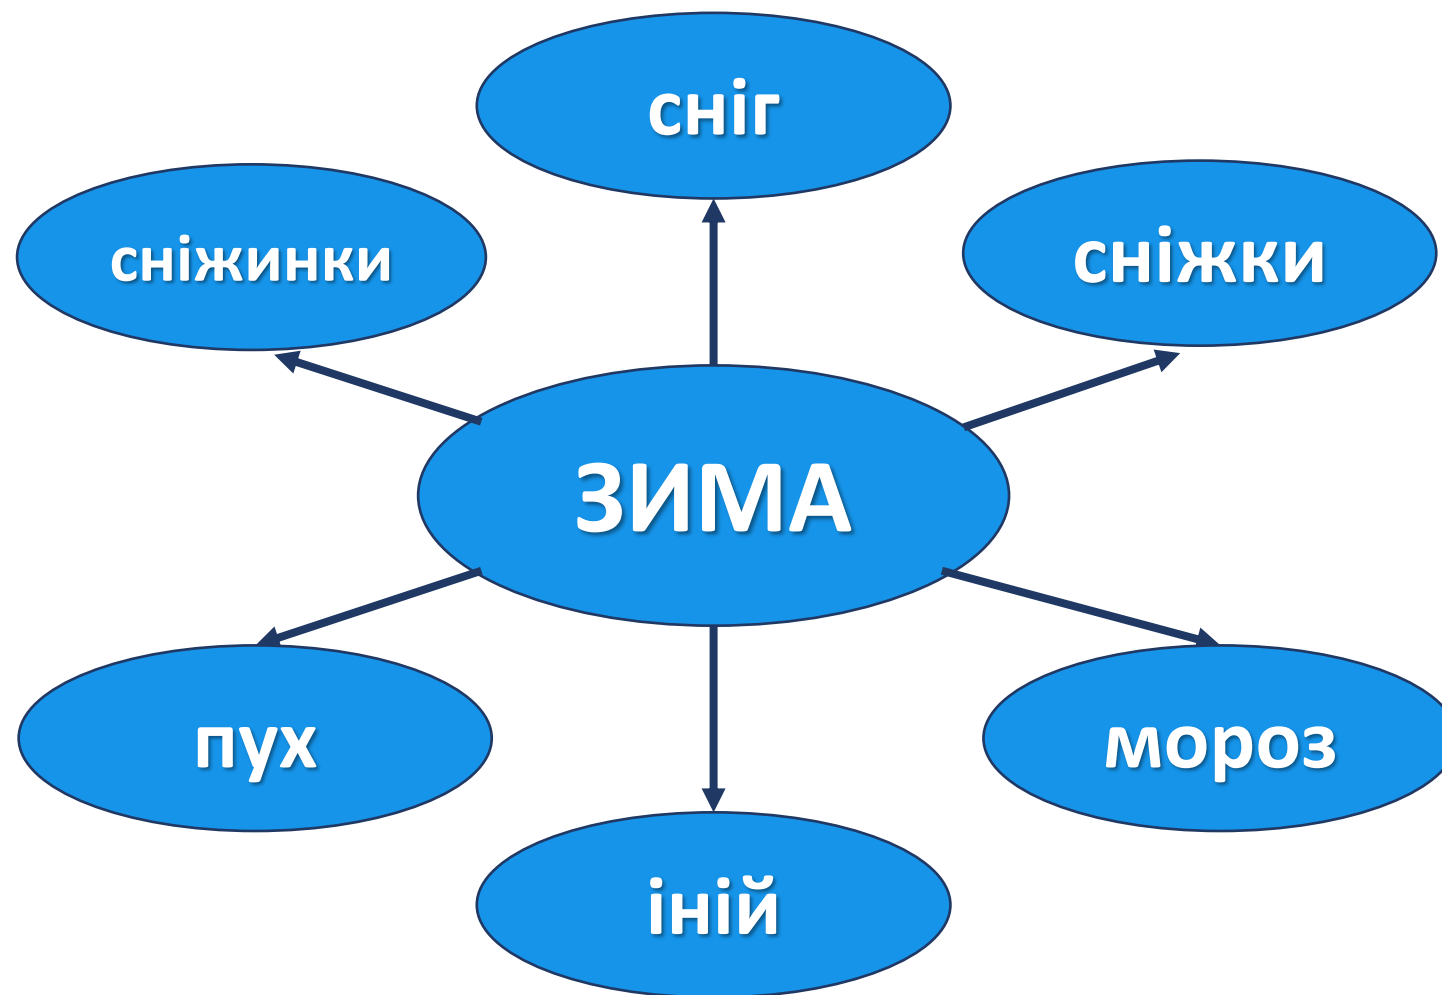 сніг
сніжинки
сніжки
ЗИМА
пух
мороз
іній